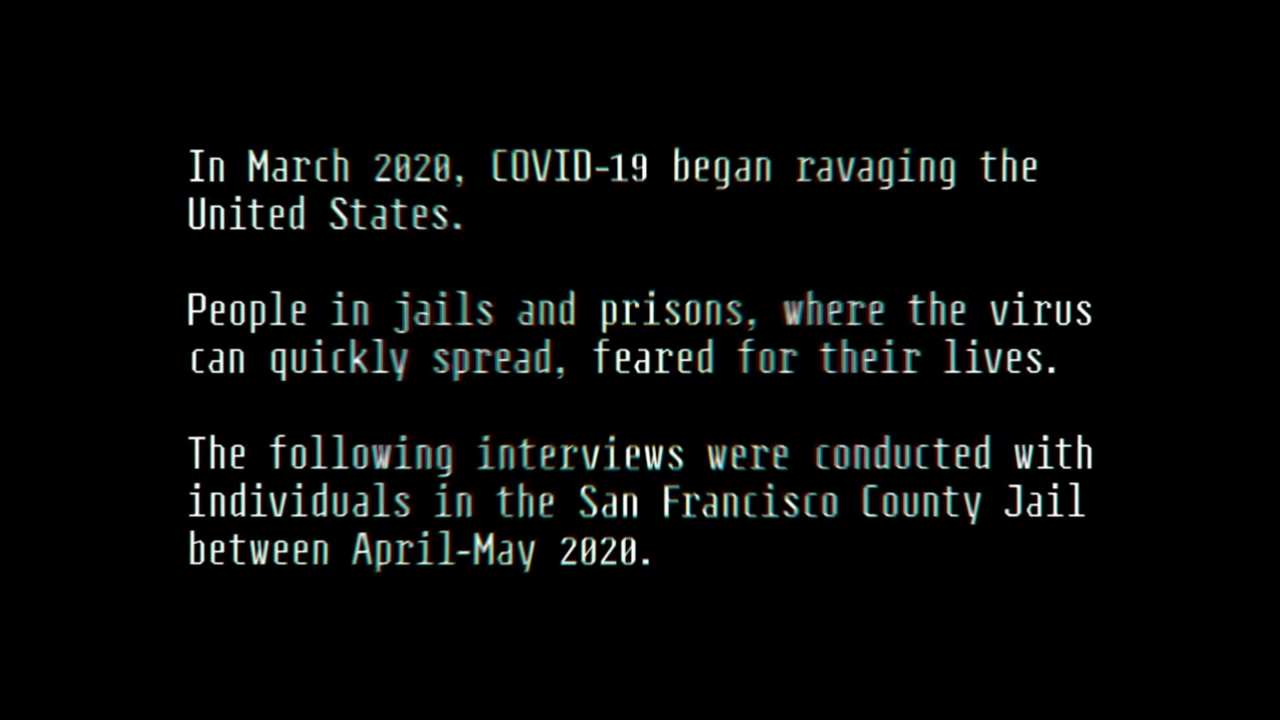 In March 2020, COVID-19 began ravaging the
United States.
People in jails and prisons, where the virus
can quickly spread, feared for their lives.
The following interviews were conducted with
individuals in the San Francisco County Jail
between April-May 2020.